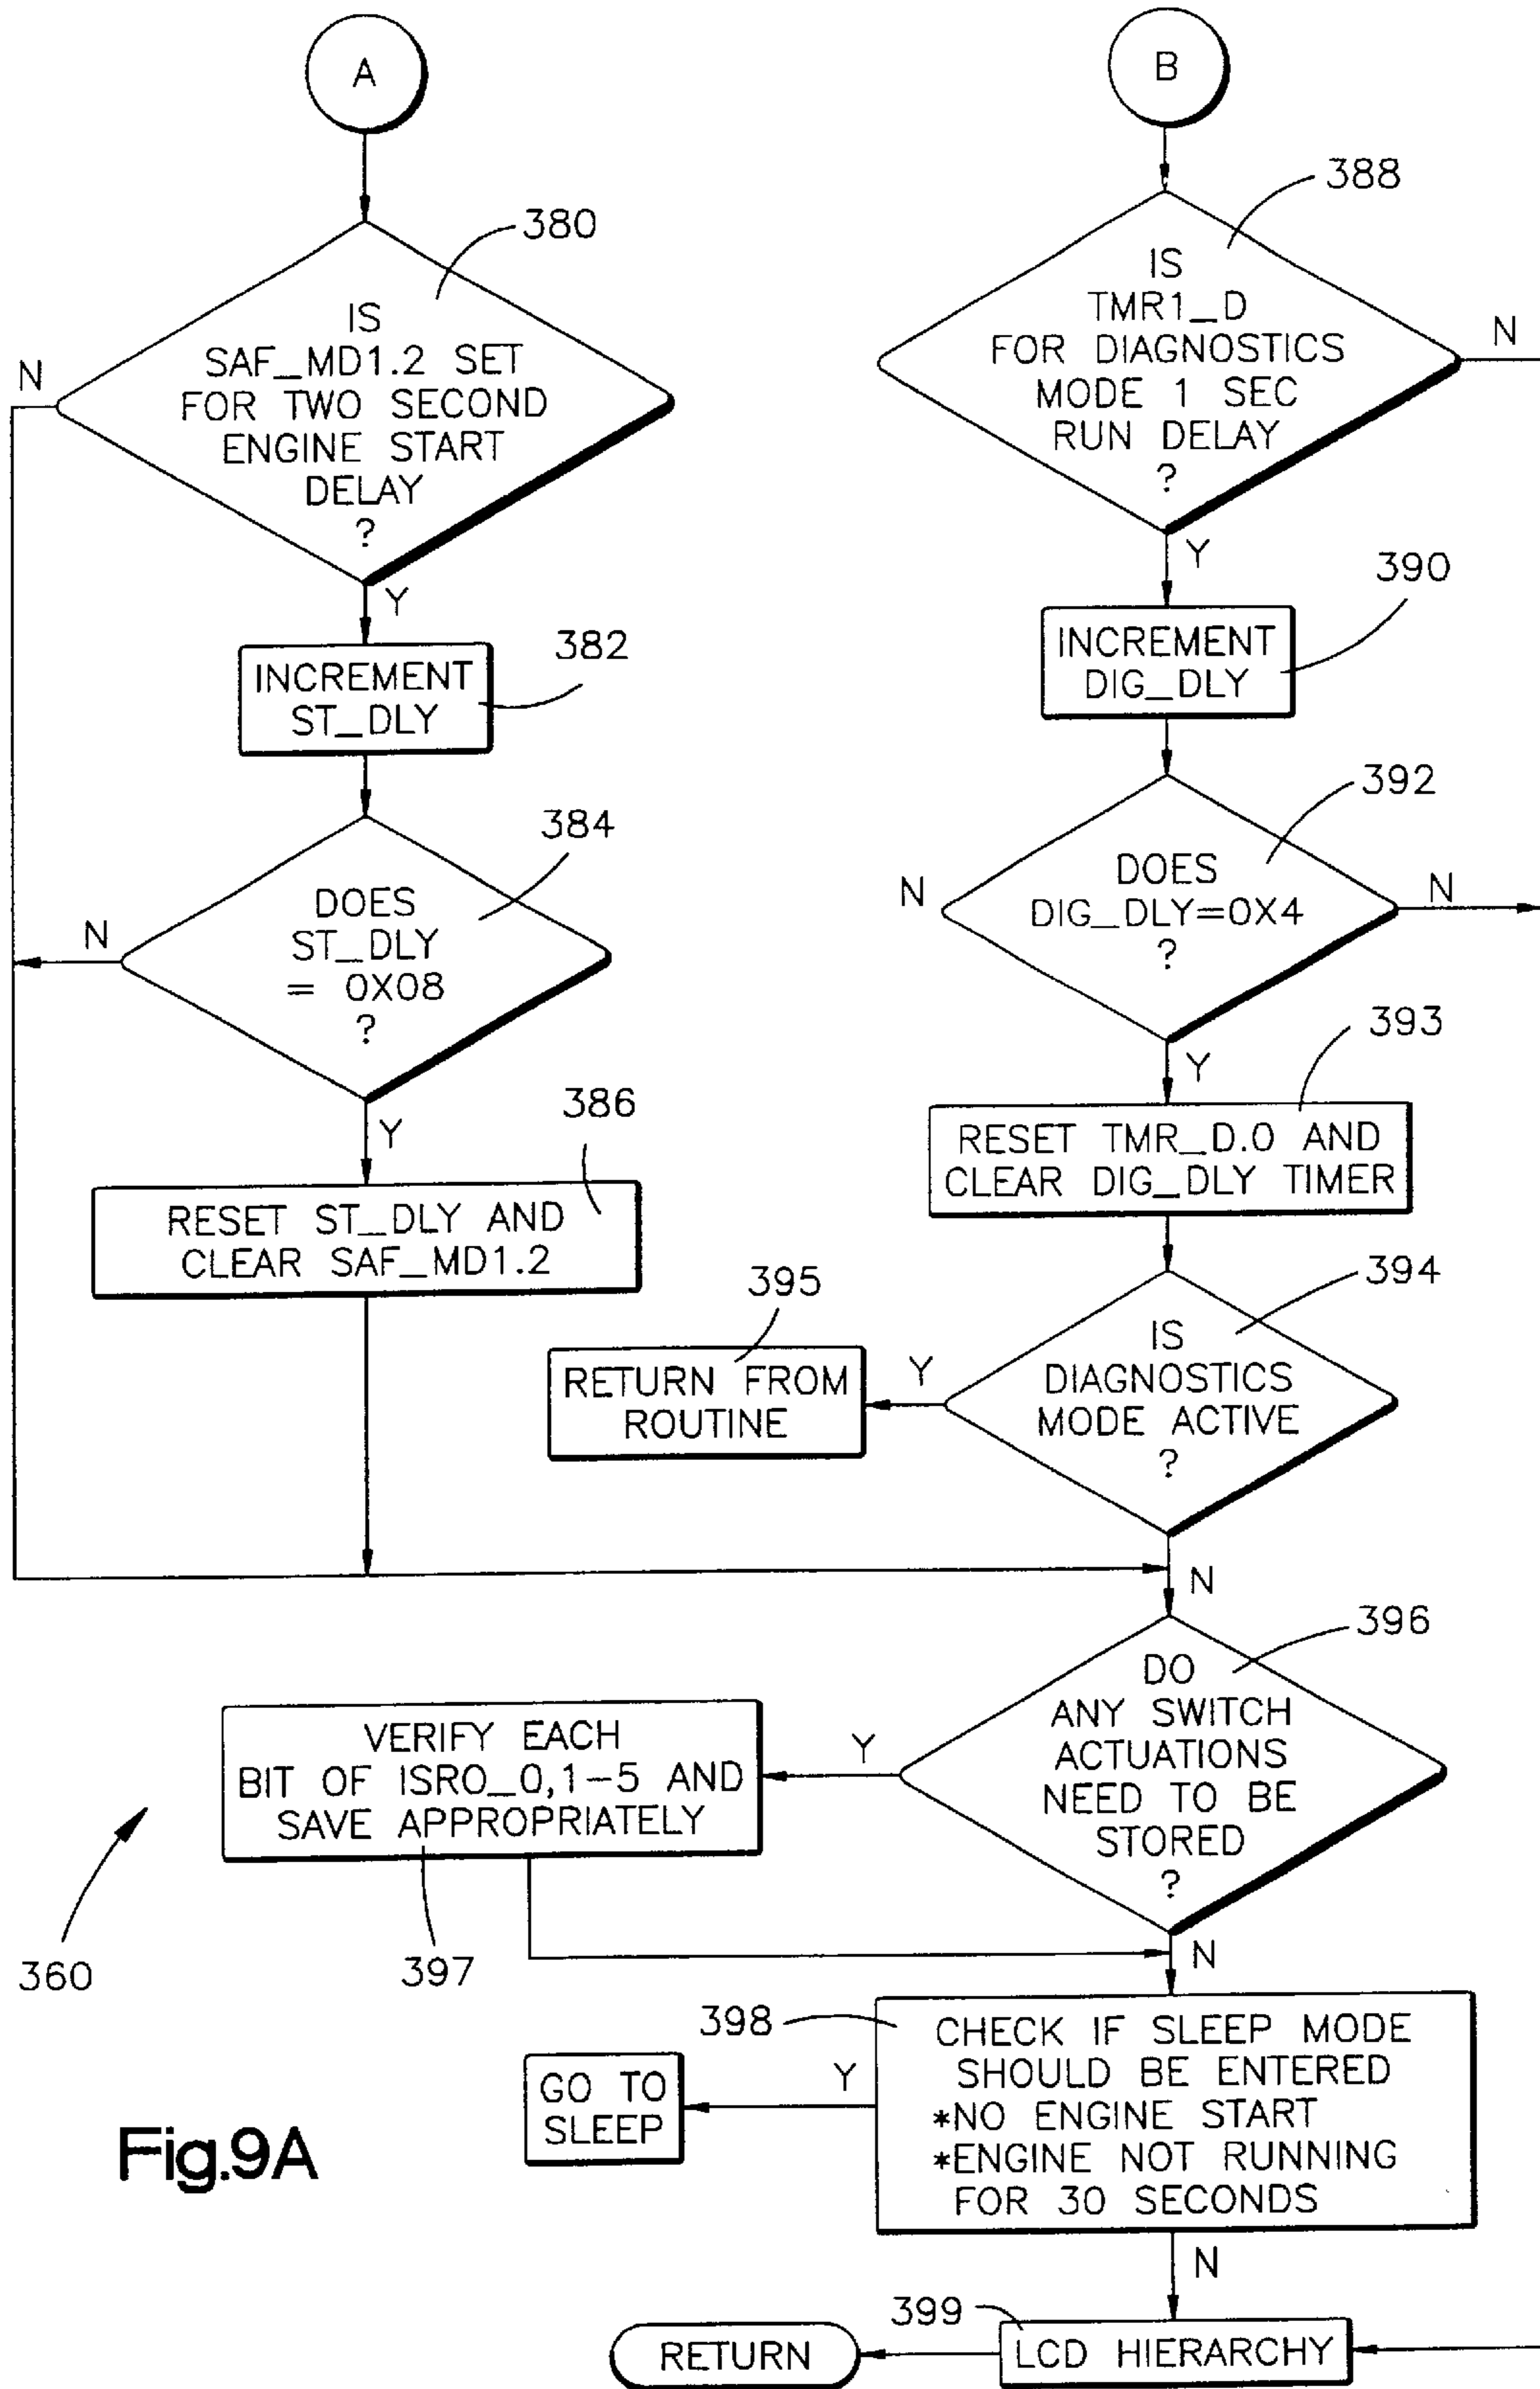 A
380
IS
SAF_MD1.2 SET
FOR TWO SECOND
ENGINE START
DELAY
?
N
Y
INCREMENT
ST_DLY
382
384
DOES
ST_DLY
= 0X08
?
N
Y
386
RESET ST_DLY AND
CLEAR SAF_MD1.2
B
388
IS
TMR1_D
FOR DIAGNOSTICS
MODE 1 SEC
RUN DELAY
?
N
Y
390
INCREMENT
DIG_DLY
392
DOES
DIG_DLY=0X4
?
N
N
Y
393
RESET TMR_D.0 AND
CLEAR DIG_DLY TIMER
394
IS
DIAGNOSTICS
MODE ACTIVE
?
Y
395
RETURN FROM
ROUTINE
N
396
DO
ANY SWITCH
ACTUATIONS
NEED TO BE
STORED
?
Y
VERIFY EACH
BIT OF ISRO_0,1-5 AND
SAVE APPROPRIATELY
397
360
N
398
CHECK IF SLEEP MODE
SHOULD BE ENTERED
*NO ENGINE START
*ENGINE NOT RUNNING
FOR 30 SECONDS
Y
GO TO
SLEEP
N
399
LCD HIERARCHY
RETURN
Fig.9A